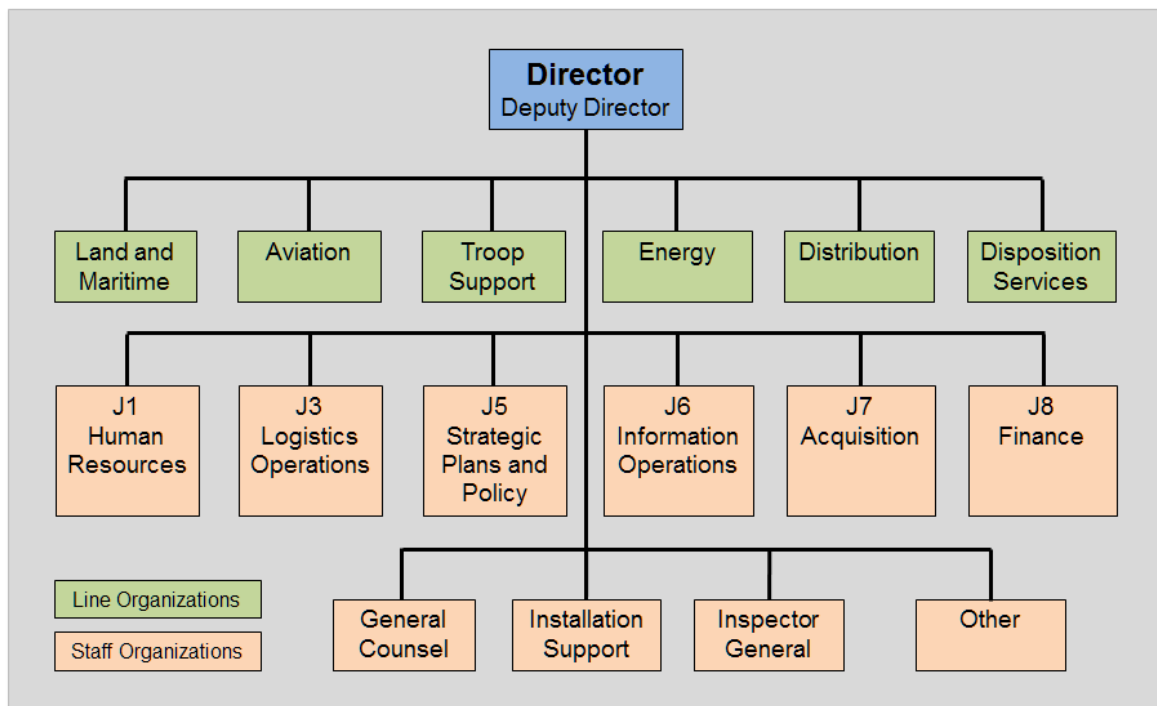 Director
Deputy Director
Land and
Maritime
Aviation
Troop
Support
Energy
Distribution
Disposition
Services
J1
Human
Resources
J3
Logistics
Operations
J5
Strategic
Plans and
Policy
J6
Information
Operations
J7
Acquisition
J8
Finance
General
Counsel
Installation
Support
Inspector
General
Other
Line Organizations
Staff Organizations